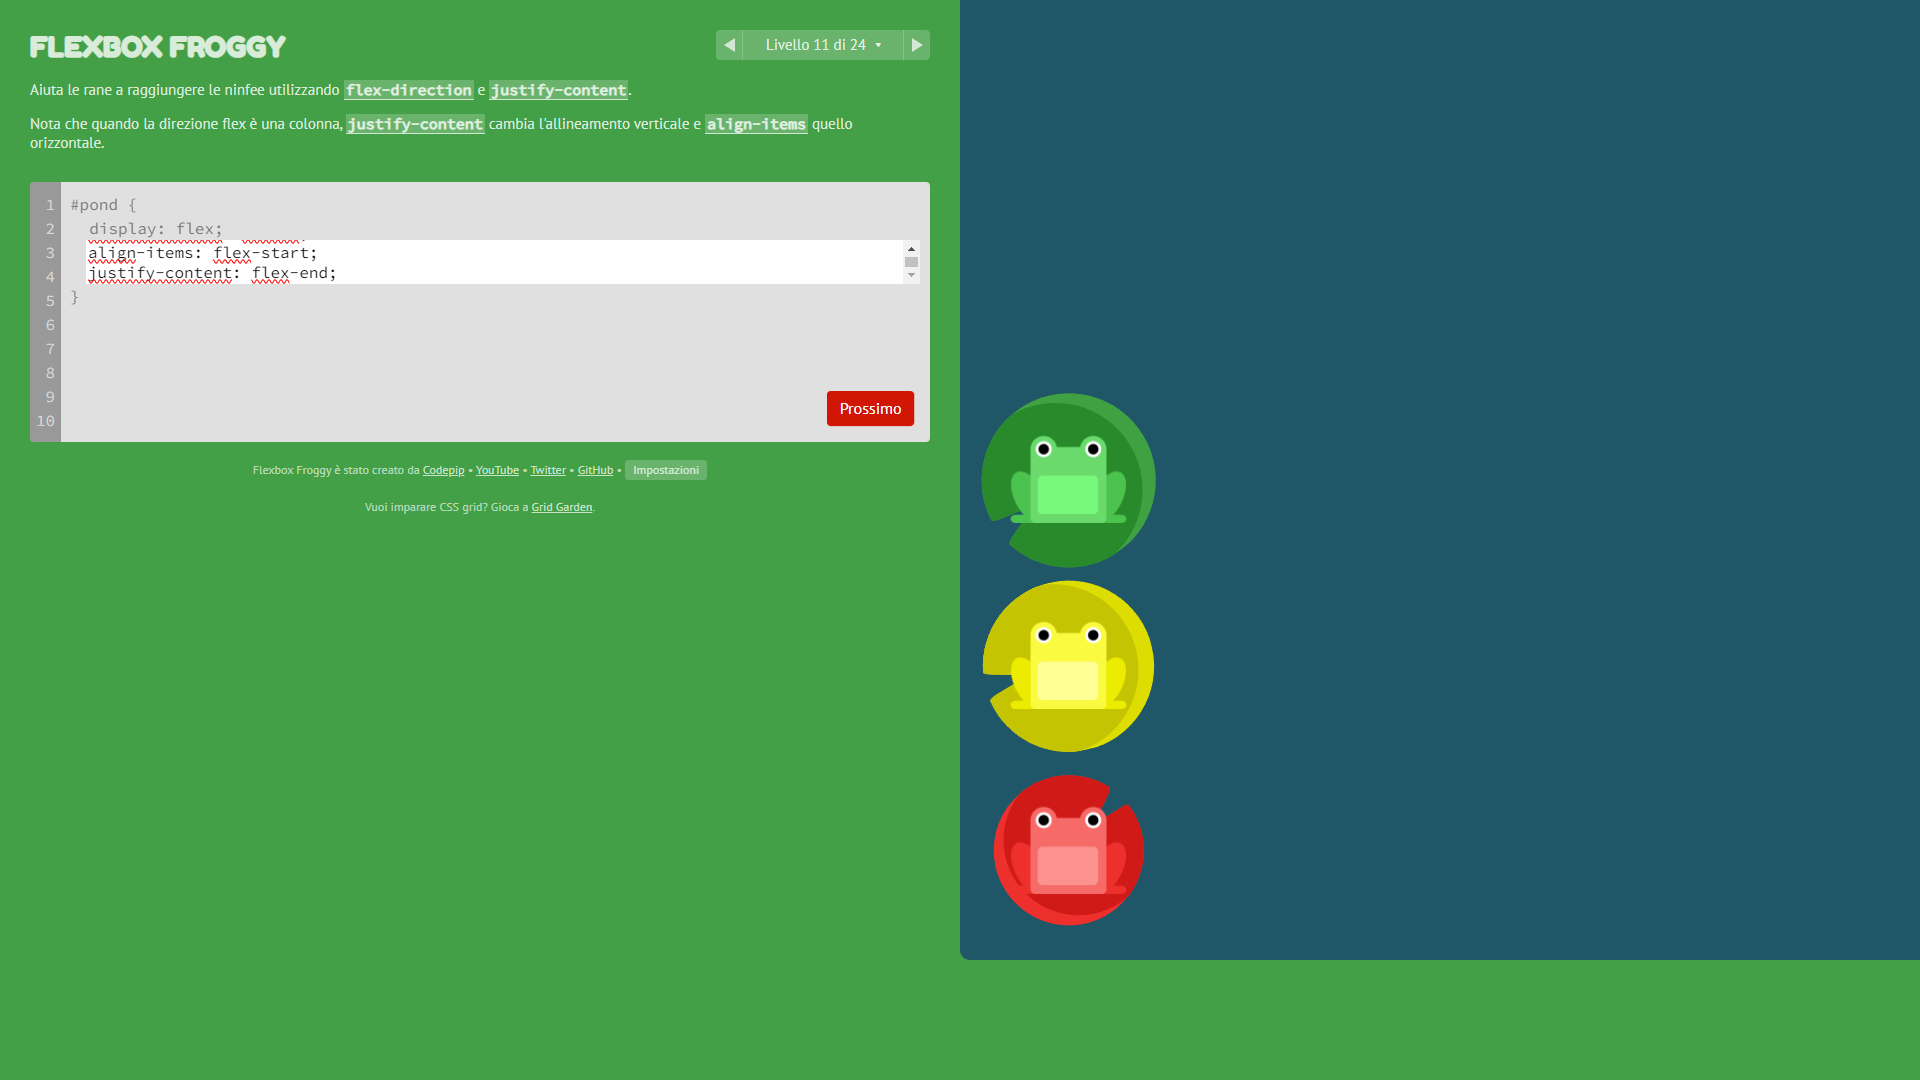 FLEXBOX FROGGY
Livello 11 di 24
Aiuta le rane a raggiungere le ninfee utilizzando flex-direction e justify-content.
Nota che quando la direzione flex è una colonna, justify-content cambia l'allineamento verticale e align-items quello
orizzontale.
1 #pond {
2 display: flex;
3 align-items: flex-start;
4 justify-content: flex-end;
5 }
6
7
8
9
10
Prossimo
Flexbox Froggy è stato creato da Codepip • YouTube • Twitter • GitHub • Impostazioni
Vuoi imparare CSS grid? Gioca a Grid Garden.